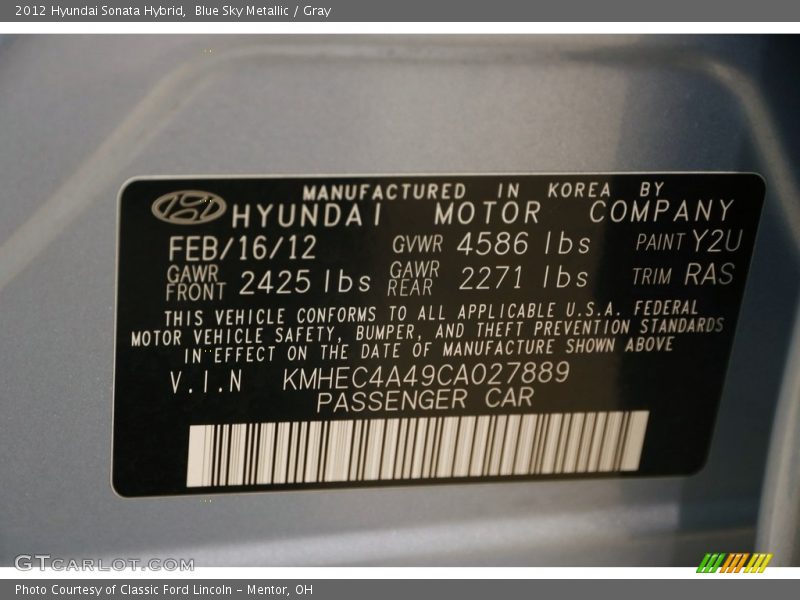 2012 Hyundai Sonata Hybrid,  Blue Sky Metallic / Gray
MANUFACTURED IN KOREA BY
HYUNDAI MOTOR COMPANY
FEB/16/12 GVWR 4586 lbs PAINT Y2U
GAWR FRONT 2425 lbs GAWR REAR 2271 lbs TRIM RAS
THIS VEHICLE CONFORMS TO ALL APPLICABLE U.S.A. FEDERAL
MOTOR VEHICLE SAFETY, BUMPER, AND THEFT PREVENTION STANDARDS
IN EFFECT ON THE DATE OF MANUFACTURE SHOWN ABOVE
V.I.N KMHEC4A49CA027889
PASSENGER CAR
GTCARLOT.COM
Photo Courtesy of Classic Ford Lincoln - Mentor, OH